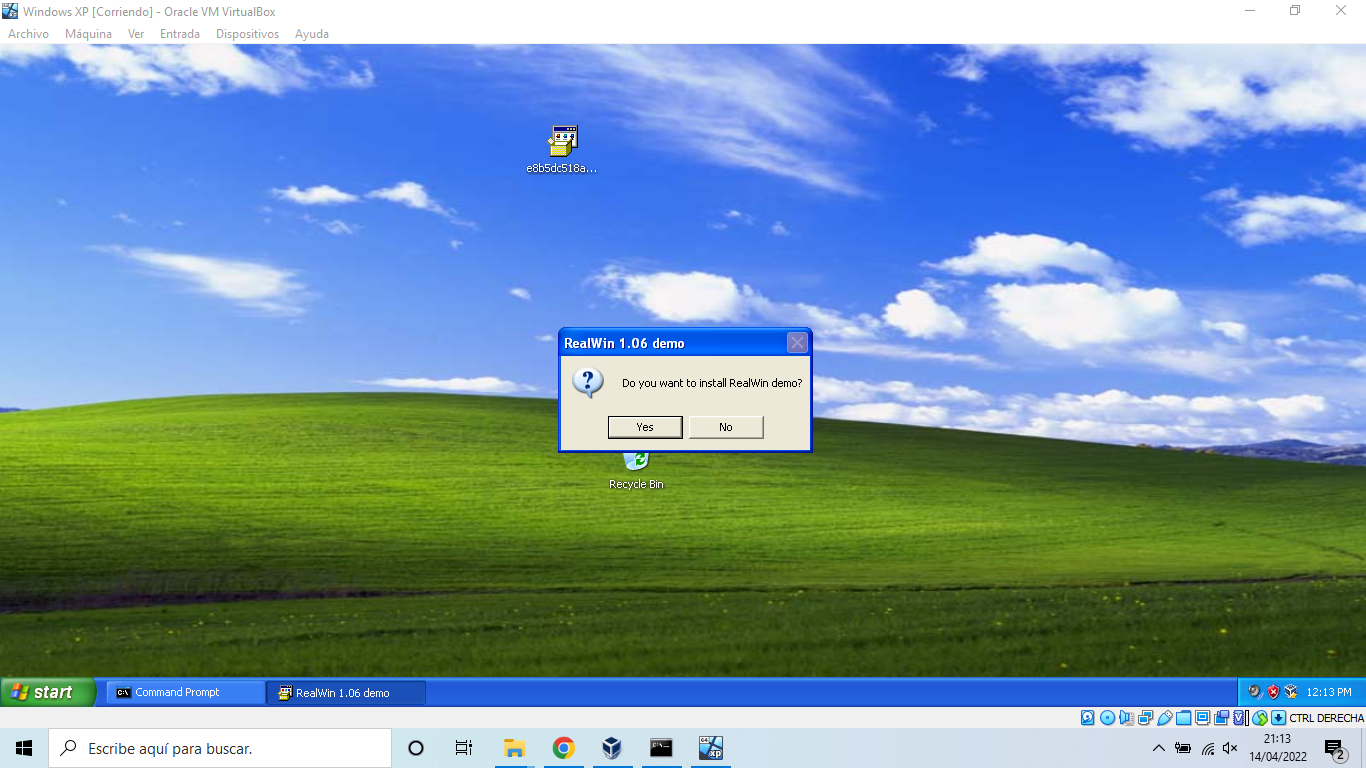 Windows XP [Corriendo] - Oracle VM VirtualBox
Archivo Máquina Ver Entrada Dispositivos Ayuda
e8b5dc518a...
RealWin 1.06 demo
Do you want to install RealWin demo?
Yes No
Recycle Bin
start Command Prompt RealWin 1.06 demo 12:13 PM
CTRL DERECHA
Escribe aquí para buscar.
21:13
14/04/2022
2